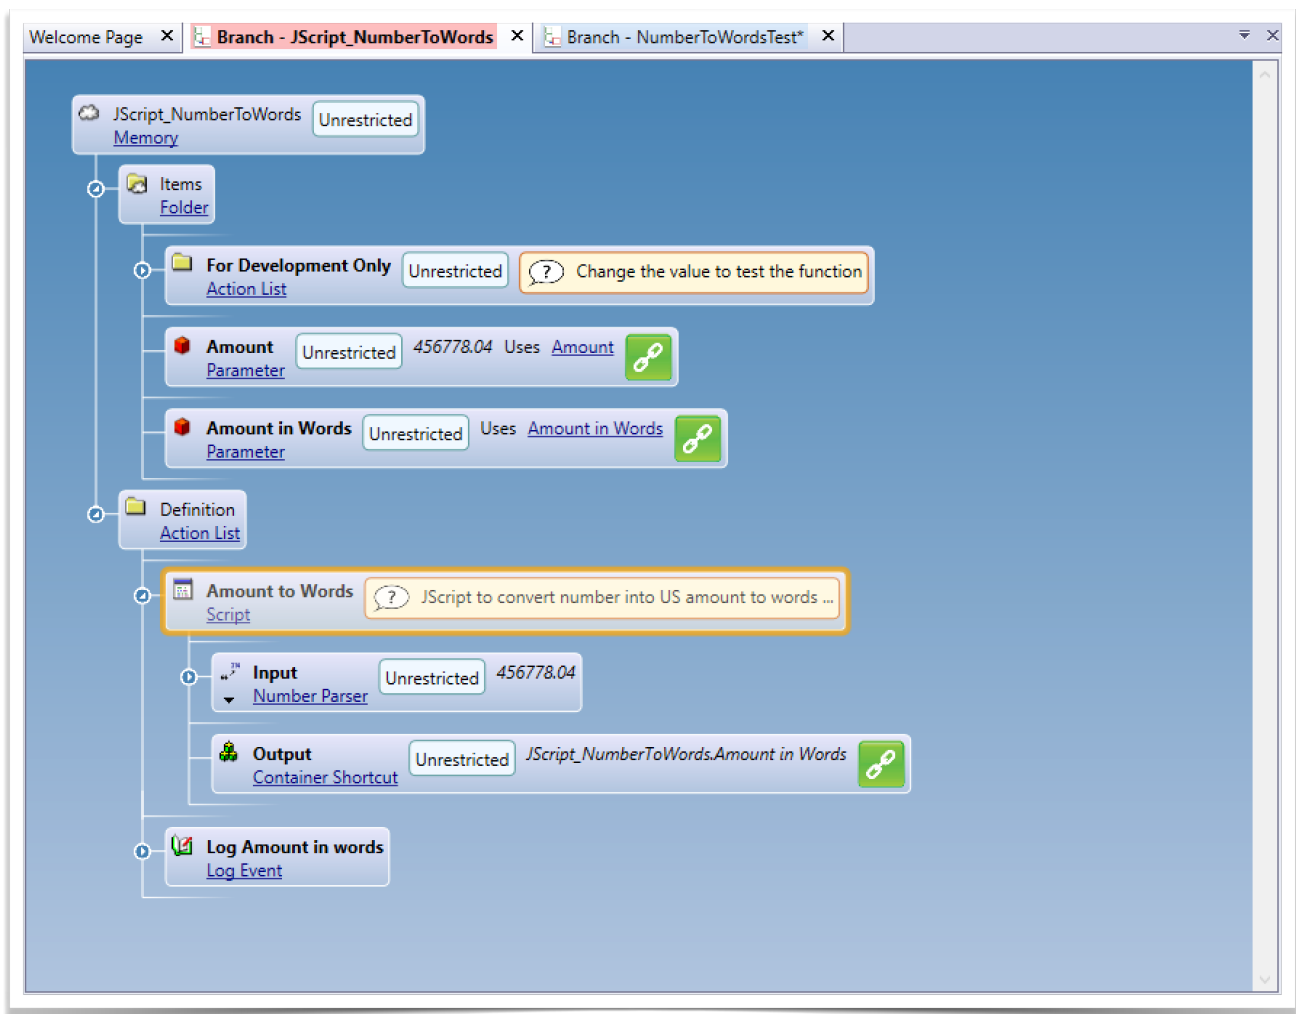 Welcome Page Branch - JScript_NumberToWords Branch - NumberToWordsTest*
JScript_NumberToWords Unrestricted
Memory
Items
Folder
For Development Only Unrestricted ? Change the value to test the function
Action List
Amount Unrestricted 456778.04 Uses Amount
Parameter
Amount in Words Unrestricted Uses Amount in Words
Parameter
Definition
Action List
Amount to Words ? JScript to convert number into US amount to words ...
Script
Input Unrestricted 456778.04
Number Parser
Output Unrestricted JScript_NumberToWords.Amount in Words
Container Shortcut
Log Amount in words
Log Event